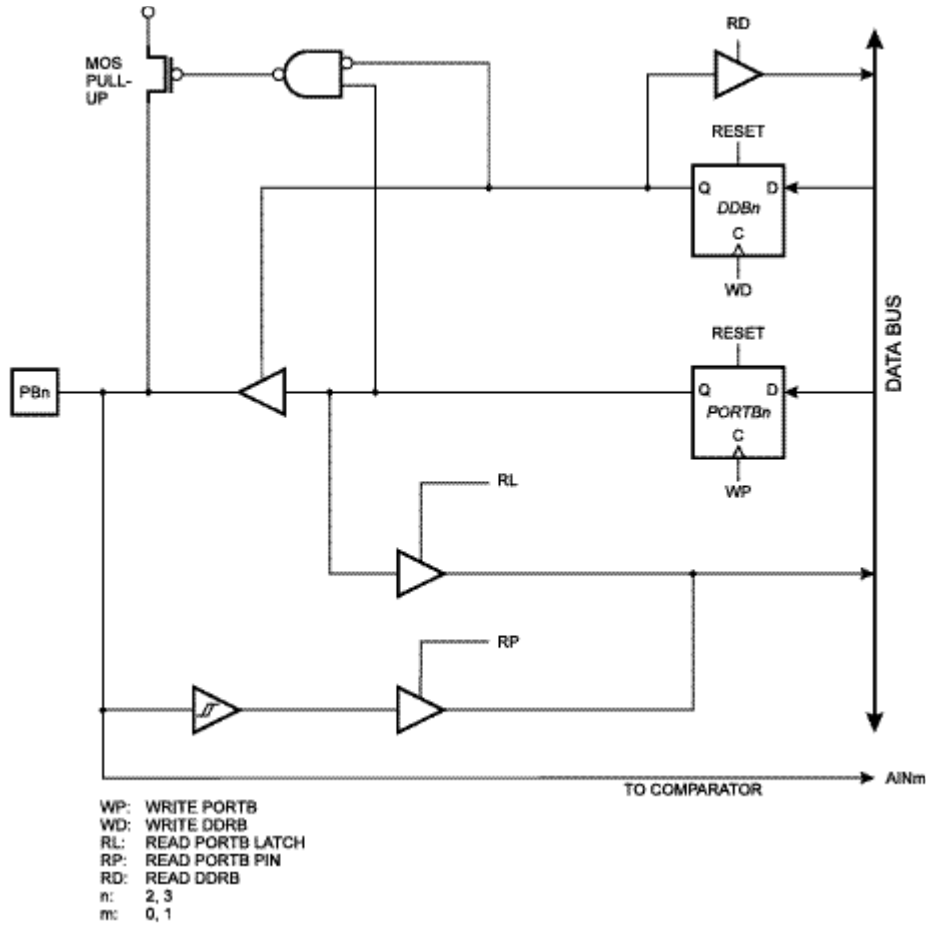 RD
MOS
PULL-
UP
RESET
Q D
DDBn
C
WD
DATA BUS
RESET
PBn
Q D
PORTBn
C
WP
RL
RP
AINm
TO COMPARATOR
WP: WRITE PORTB
WD: WRITE DDRB
RL: READ PORTB LATCH
RP: READ PORTB PIN
RD: READ DDRB
n: 2, 3
m: 0, 1